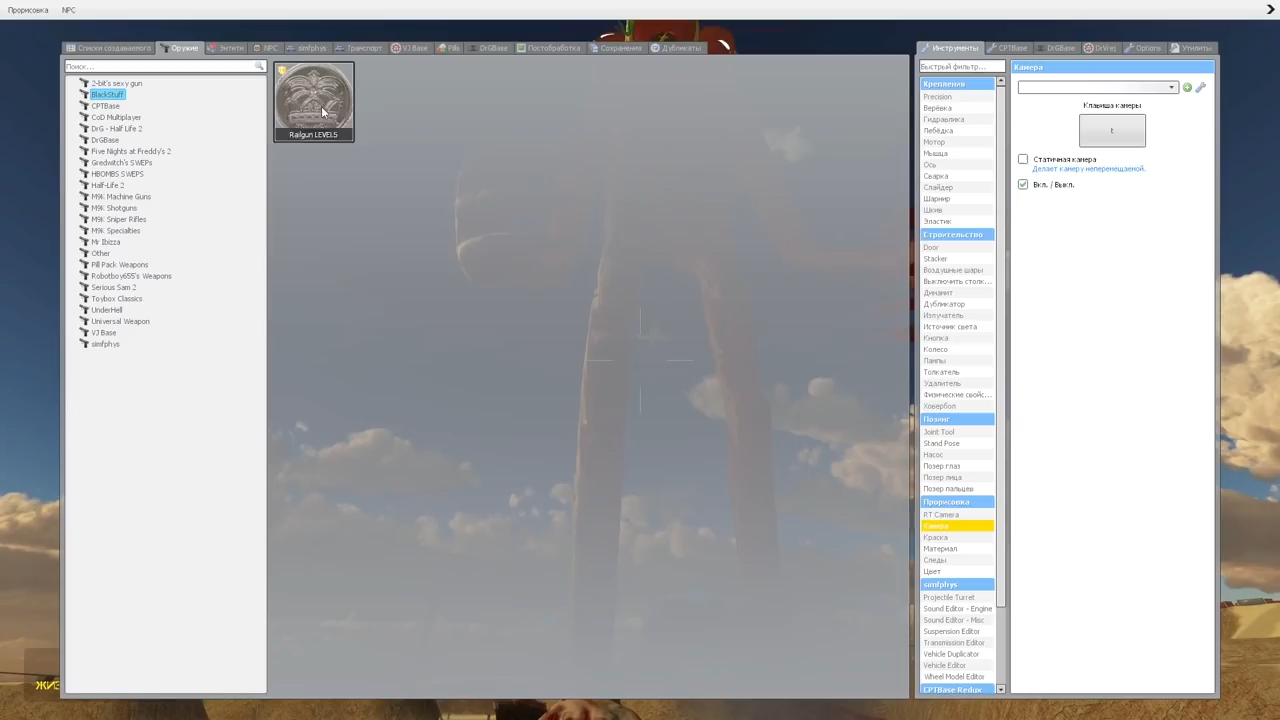 Прорисовка NPC
Списки создаваемого Оружие Энтити NPC simfphys Транспорт VJ Base Pills DrGBase Постобработка Сохранения Дубликаты
Поиск...
2-bit's sexy gun
BlackStuff
CPTBase
CoD Multiplayer
DrG - Half Life 2
DrGBase
Five Nights at Freddy's 2
Gredwitch's SWEPs
HBOMBS SWEPS
Half-Life 2
M9K Machine Guns
M9K Shotguns
M9K Sniper Rifles
M9K Specialties
Mr Ibizza
Other
Pill Pack Weapons
Robotboy655's Weapons
Serious Sam 2
Toybox Classics
UnderHell
Universal Weapon
VJ Base
simfphys
Railgun LEVEL5
Инструменты CPTBase DrGBase DrVrej Options Утилиты
Быстрый фильтр...
Крепления
Precision
Верёвка
Гидравлика
Лебёдка
Мотор
Мышца
Ось
Сварка
Слайдер
Шарнир
Шкив
Эластик
Строительство
Door
Stacker
Воздушные шары
Выключить столк...
Динамит
Дубликатор
Излучатель
Источник света
Кнопка
Колесо
Лампы
Толкатель
Удалитель
Физические свойс...
Ховербол
Позинг
Joint Tool
Stand Pose
Насос
Позер глаз
Позер лица
Позер пальцев
Прорисовка
RT Camera
Камера
Краска
Материал
Следы
Цвет
simfphys
Projectile Turret
Sound Editor - Engine
Sound Editor - Misc
Suspension Editor
Transmission Editor
Vehicle Duplicator
Vehicle Editor
Wheel Model Editor
CPTBase Redux
Камера
Клавиша камеры
t
Статичная камера
Делает камеру неперемещаемой.
Вкл. / Выкл.